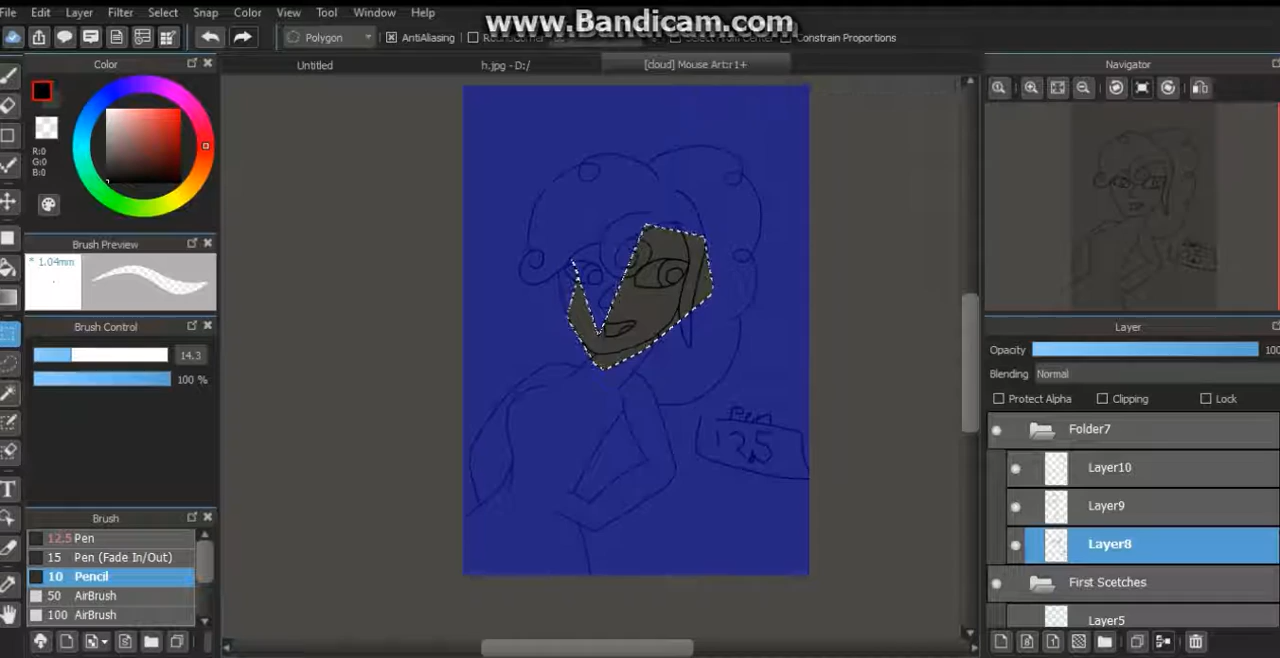 www.Bandicam.com
File Edit Layer Filter Select Snap Color View Tool Window Help
Polygon AntiAliasing Constrain Proportions
Untitled h.jpg - D:/ [cloud] Mouse Art:r1+
Color
R:0
G:0
B:0
Brush Preview
* 1.04mm
Brush Control
14.3
100 %
Brush
12.5 Pen
15 Pen (Fade In/Out)
10 Pencil
50 AirBrush
100 AirBrush
Pen
12,5
Navigator
Layer
Opacity 100
Blending Normal
Protect Alpha Clipping Lock
Folder7
Layer10
Layer9
Layer8
First Scetches
Layer5